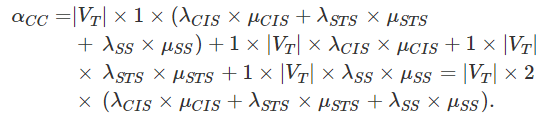 α_CC = |V_T| × 1 × (λ_CIS × μ_CIS + λ_STS × μ_STS
+ λ_SS × μ_SS) + 1 × |V_T| × λ_CIS × μ_CIS + 1 × |V_T|
× λ_STS × μ_STS + 1 × |V_T| × λ_SS × μ_SS = |V_T| × 2
× (λ_CIS × μ_CIS + λ_STS × μ_STS + λ_SS × μ_SS).